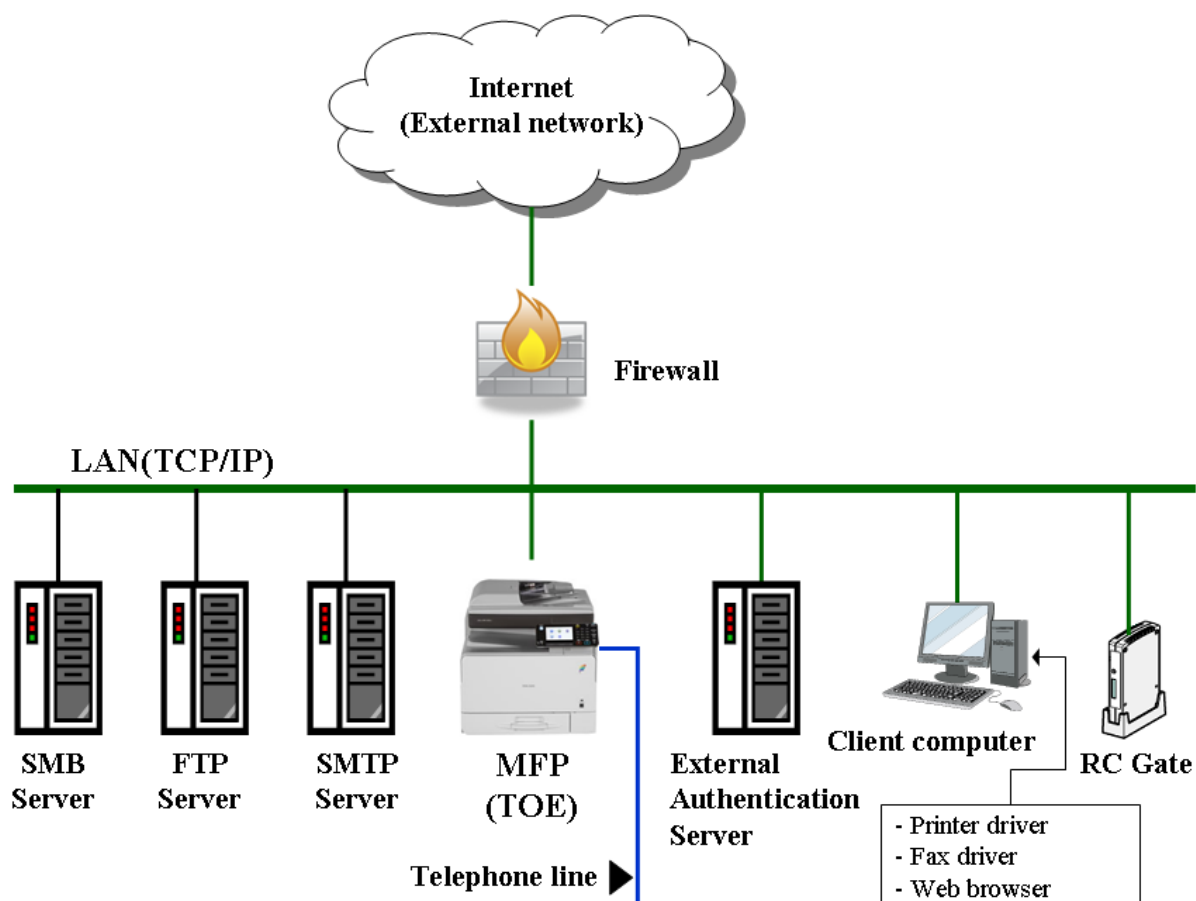 Internet
(External network)
Firewall
LAN(TCP/IP)
SMB
Server
FTP
Server
SMTP
Server
MFP
(TOE)
External
Authentication
Server
Client computer
RC Gate
- Printer driver
- Fax driver
- Web browser
Telephone line